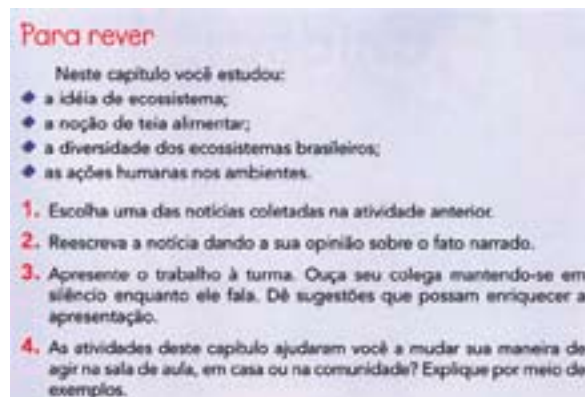 Para rever
Neste capítulo você estudou:
a idéia de ecossistema;
a noção de teia alimentar;
a diversidade dos ecossistemas brasileiros;
as ações humanas nos ambientes.
1. Escolha uma das notícias coletadas na atividade anterior.
2. Reescreva a notícia dando a sua opinião sobre o fato narrado.
3. Apresente o trabalho à turma. Ouça seu colega mantendo-se em
silêncio enquanto ele fala. Dê sugestões que possam enriquecer a
apresentação.
4. As atividades deste capítulo ajudaram você a mudar sua maneira de
agir na sala de aula, em casa ou na comunidade? Explique por meio de
exemplos.